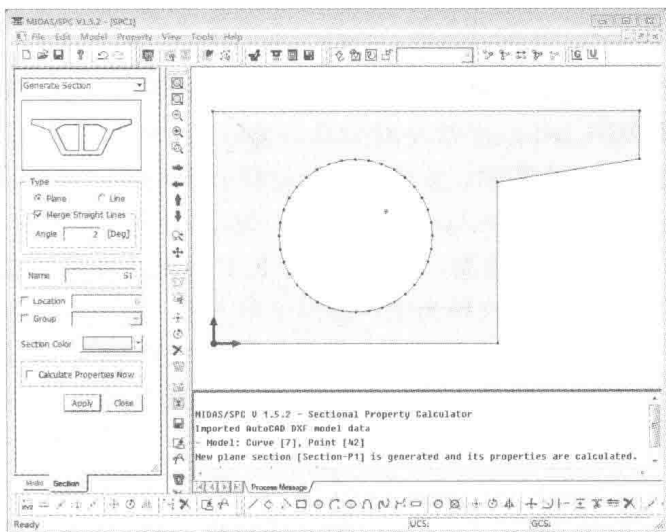 MIDAS/SPC V1.5.2 - [SPC1]
File Edit Model Property View Tools Help
Generate Section
Type
Plane Line
Merge Straight Lines
Angle 2 [Deg]
Name S1
Location
Group
Section Color
Calculate Properties Now
Apply Close
Model Section
MIDAS/SPC V 1.5.2 - Sectional Property Calculator
Imported AutoCAD DXF model data
- Model: Curve [7], Point [42]
New plane section [Section-P1] is generated and its properties are calculated.
Process Message
Ready UCS: GCS: